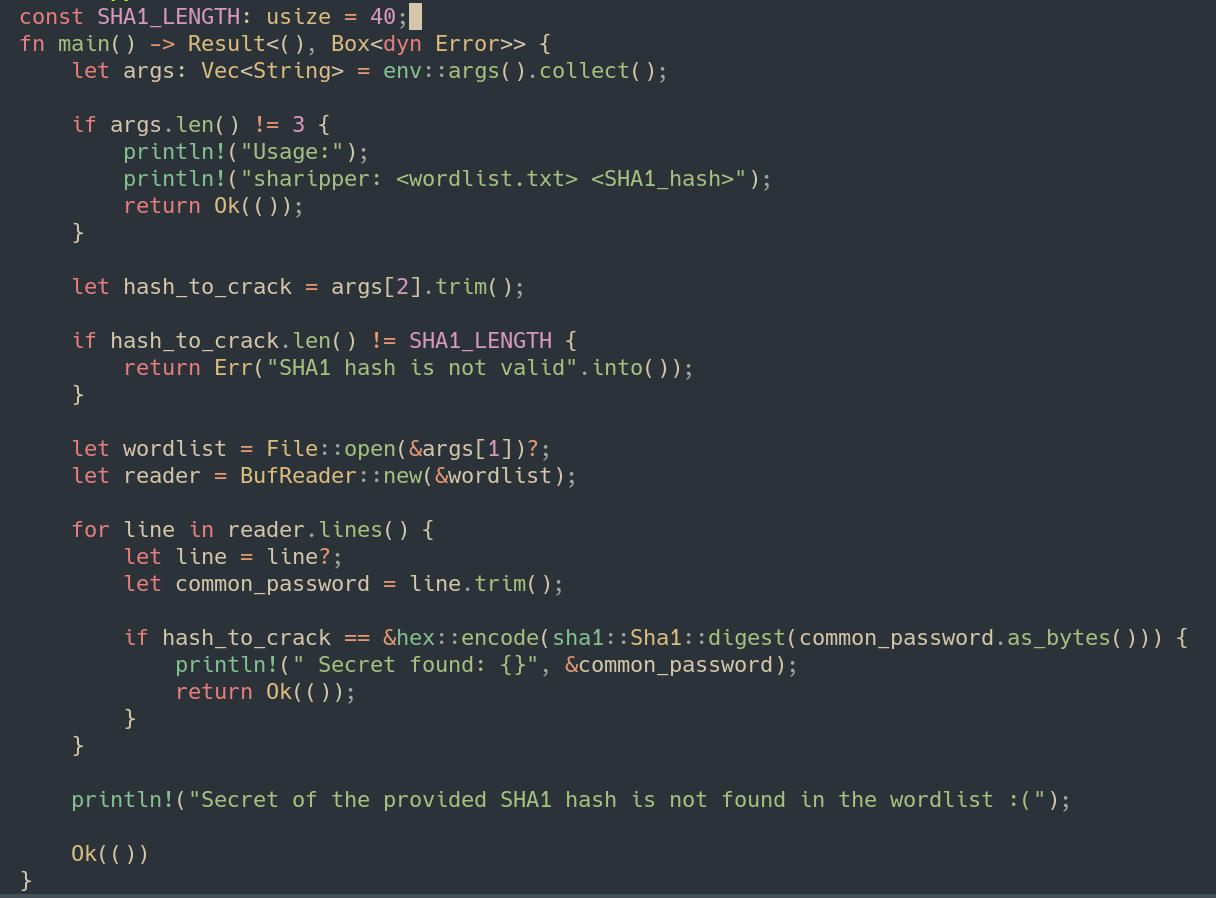 const SHA1_LENGTH: usize = 40;
fn main() -> Result<(), Box<dyn Error>> {
    let args: Vec<String> = env::args().collect();

    if args.len() != 3 {
        println!("Usage:");
        println!("sharipper: <wordlist.txt> <SHA1_hash>");
        return Ok(());
    }

    let hash_to_crack = args[2].trim();

    if hash_to_crack.len() != SHA1_LENGTH {
        return Err("SHA1 hash is not valid".into());
    }

    let wordlist = File::open(&args[1])?;
    let reader = BufReader::new(&wordlist);

    for line in reader.lines() {
        let line = line?;
        let common_password = line.trim();

        if hash_to_crack == &hex::encode(sha1::Sha1::digest(common_password.as_bytes())) {
            println!(" Secret found: {}", &common_password);
            return Ok(());
        }
    }

    println!("Secret of the provided SHA1 hash is not found in the wordlist :(");

    Ok(())
}